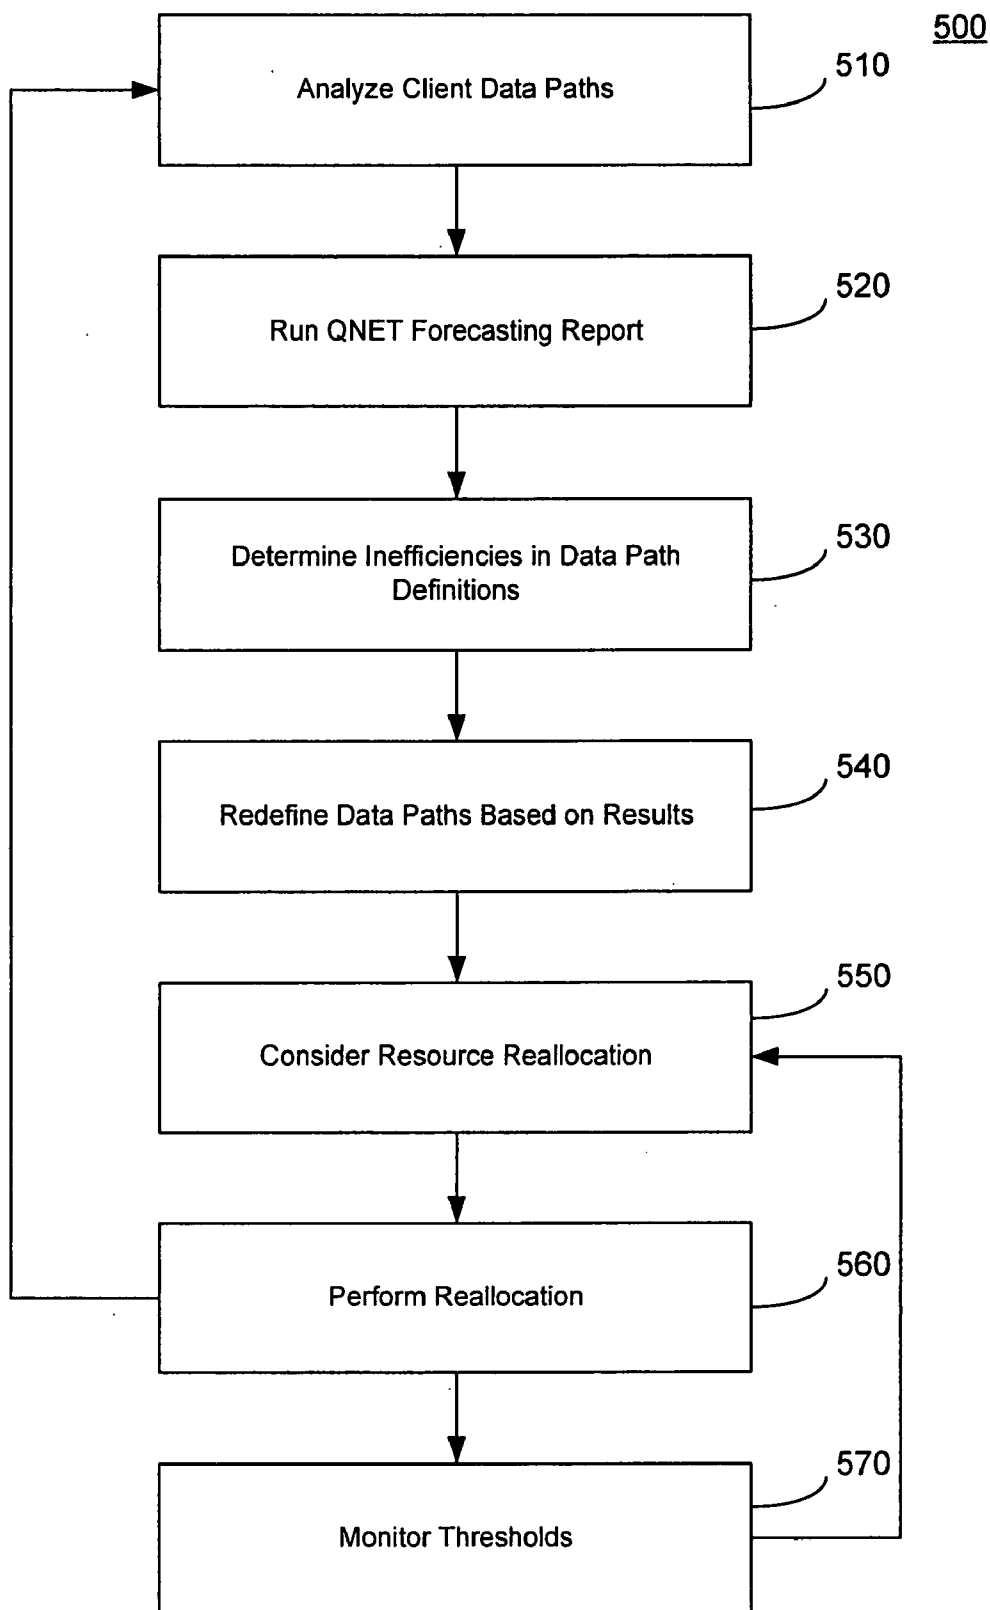 500
Analyze Client Data Paths
510
Run QNET Forecasting Report
520
Determine Inefficiencies in Data Path
Definitions
530
Redefine Data Paths Based on Results
540
Consider Resource Reallocation
550
Perform Reallocation
560
Monitor Thresholds
570